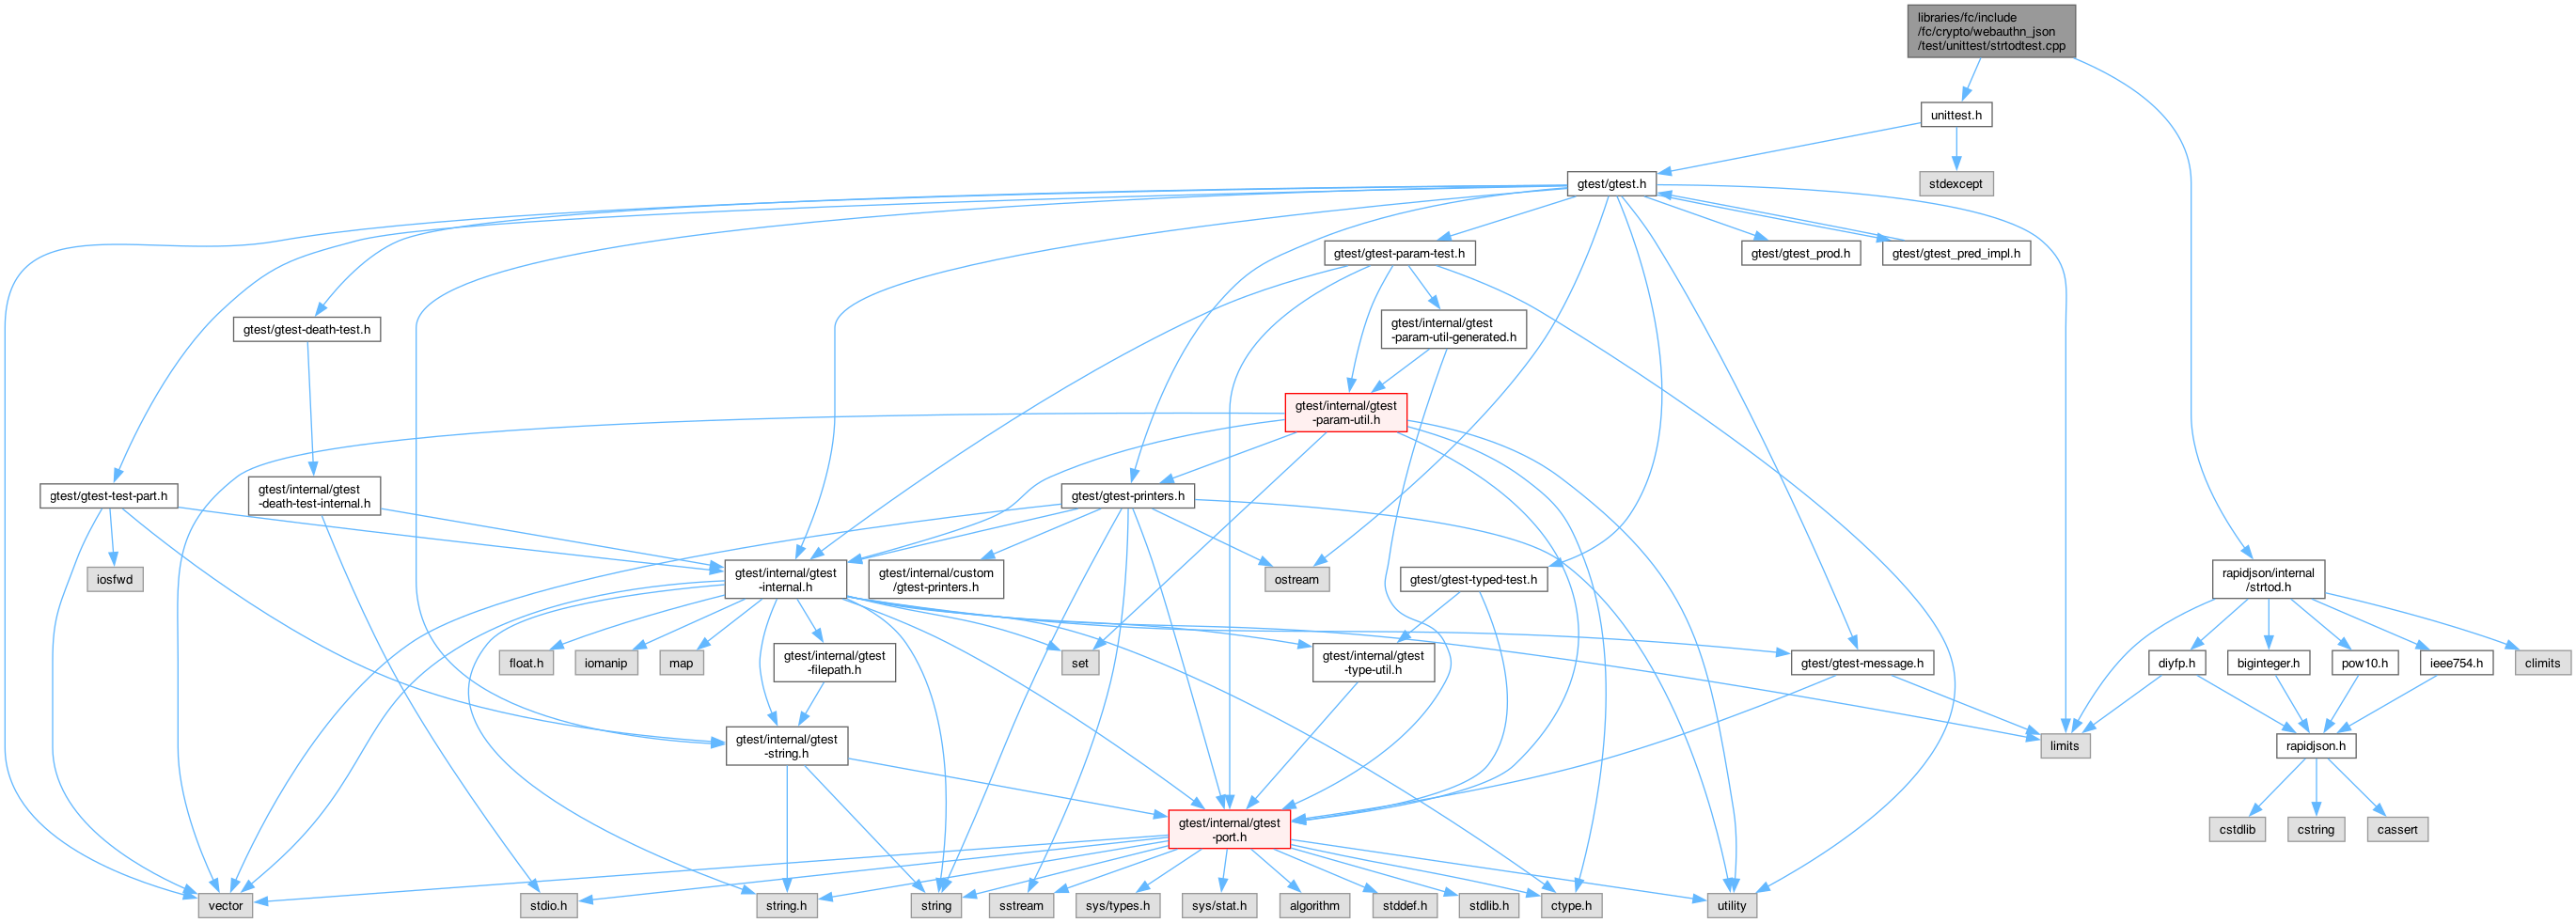 libraries/fc/include
/fc/crypto/webauthn_json
/test/unittest/strtodtest.cpp
unittest.h
gtest/gtest.h
stdexcept
gtest/gtest-param-test.h
gtest/gtest_prod.h
gtest/gtest_pred_impl.h
gtest/gtest-death-test.h
gtest/internal/gtest
-param-util-generated.h
gtest/internal/gtest
-param-util.h
gtest/gtest-test-part.h
gtest/internal/gtest
-death-test-internal.h
gtest/gtest-printers.h
iosfwd
gtest/internal/gtest
-internal.h
gtest/internal/custom
/gtest-printers.h
ostream
gtest/gtest-typed-test.h
rapidjson/internal
/strtod.h
float.h
iomanip
map
gtest/internal/gtest
-filepath.h
set
gtest/internal/gtest
-type-util.h
gtest/gtest-message.h
diyfp.h
biginteger.h
pow10.h
ieee754.h
climits
gtest/internal/gtest
-string.h
limits
rapidjson.h
gtest/internal/gtest
-port.h
cstdlib
cstring
cassert
vector
stdio.h
string.h
string
sstream
sys/types.h
sys/stat.h
algorithm
stddef.h
stdlib.h
ctype.h
utility